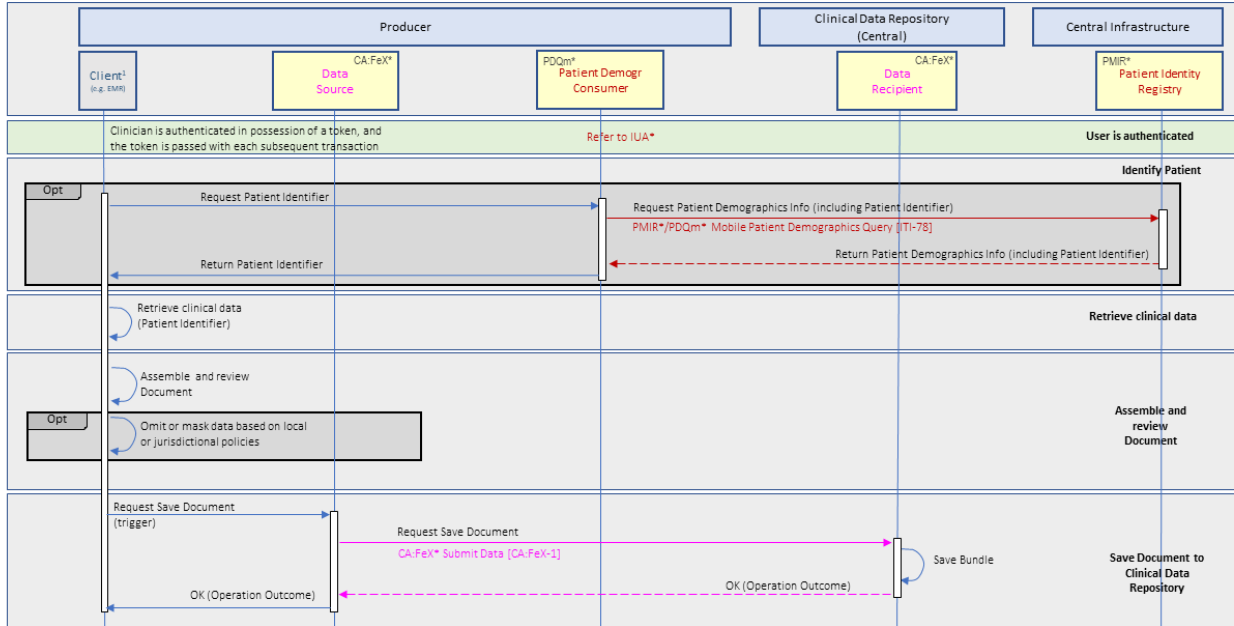 Producer
Clinical Data Repository
(Central)
Central Infrastructure
Client¹
(e.g. EMR)
CA:FeX*
Data
Source
PDQm*
Patient Demogr
Consumer
CA:FeX*
Data
Recipient
PMIR*
Patient Identity
Registry
Clinician is authenticated in possession of a token, and
the token is passed with each subsequent transaction
Refer to IUA*
User is authenticated
Identify Patient
Opt
Request Patient Identifier
Request Patient Demographics Info (including Patient Identifier)
PMIR*/PDQm* Mobile Patient Demographics Query [ITI-78]
Return Patient Demographics Info (including Patient Identifier)
Return Patient Identifier
Retrieve clinical data
(Patient Identifier)
Retrieve clinical data
Assemble and review
Document
Opt
Omit or mask data based on local
or jurisdictional policies
Assemble and
review
Document
Request Save Document
(trigger)
Request Save Document
CA:FeX* Submit Data [CA:FeX-1]
Save Bundle
OK (Operation Outcome)
OK (Operation Outcome)
Save Document to
Clinical Data
Repository